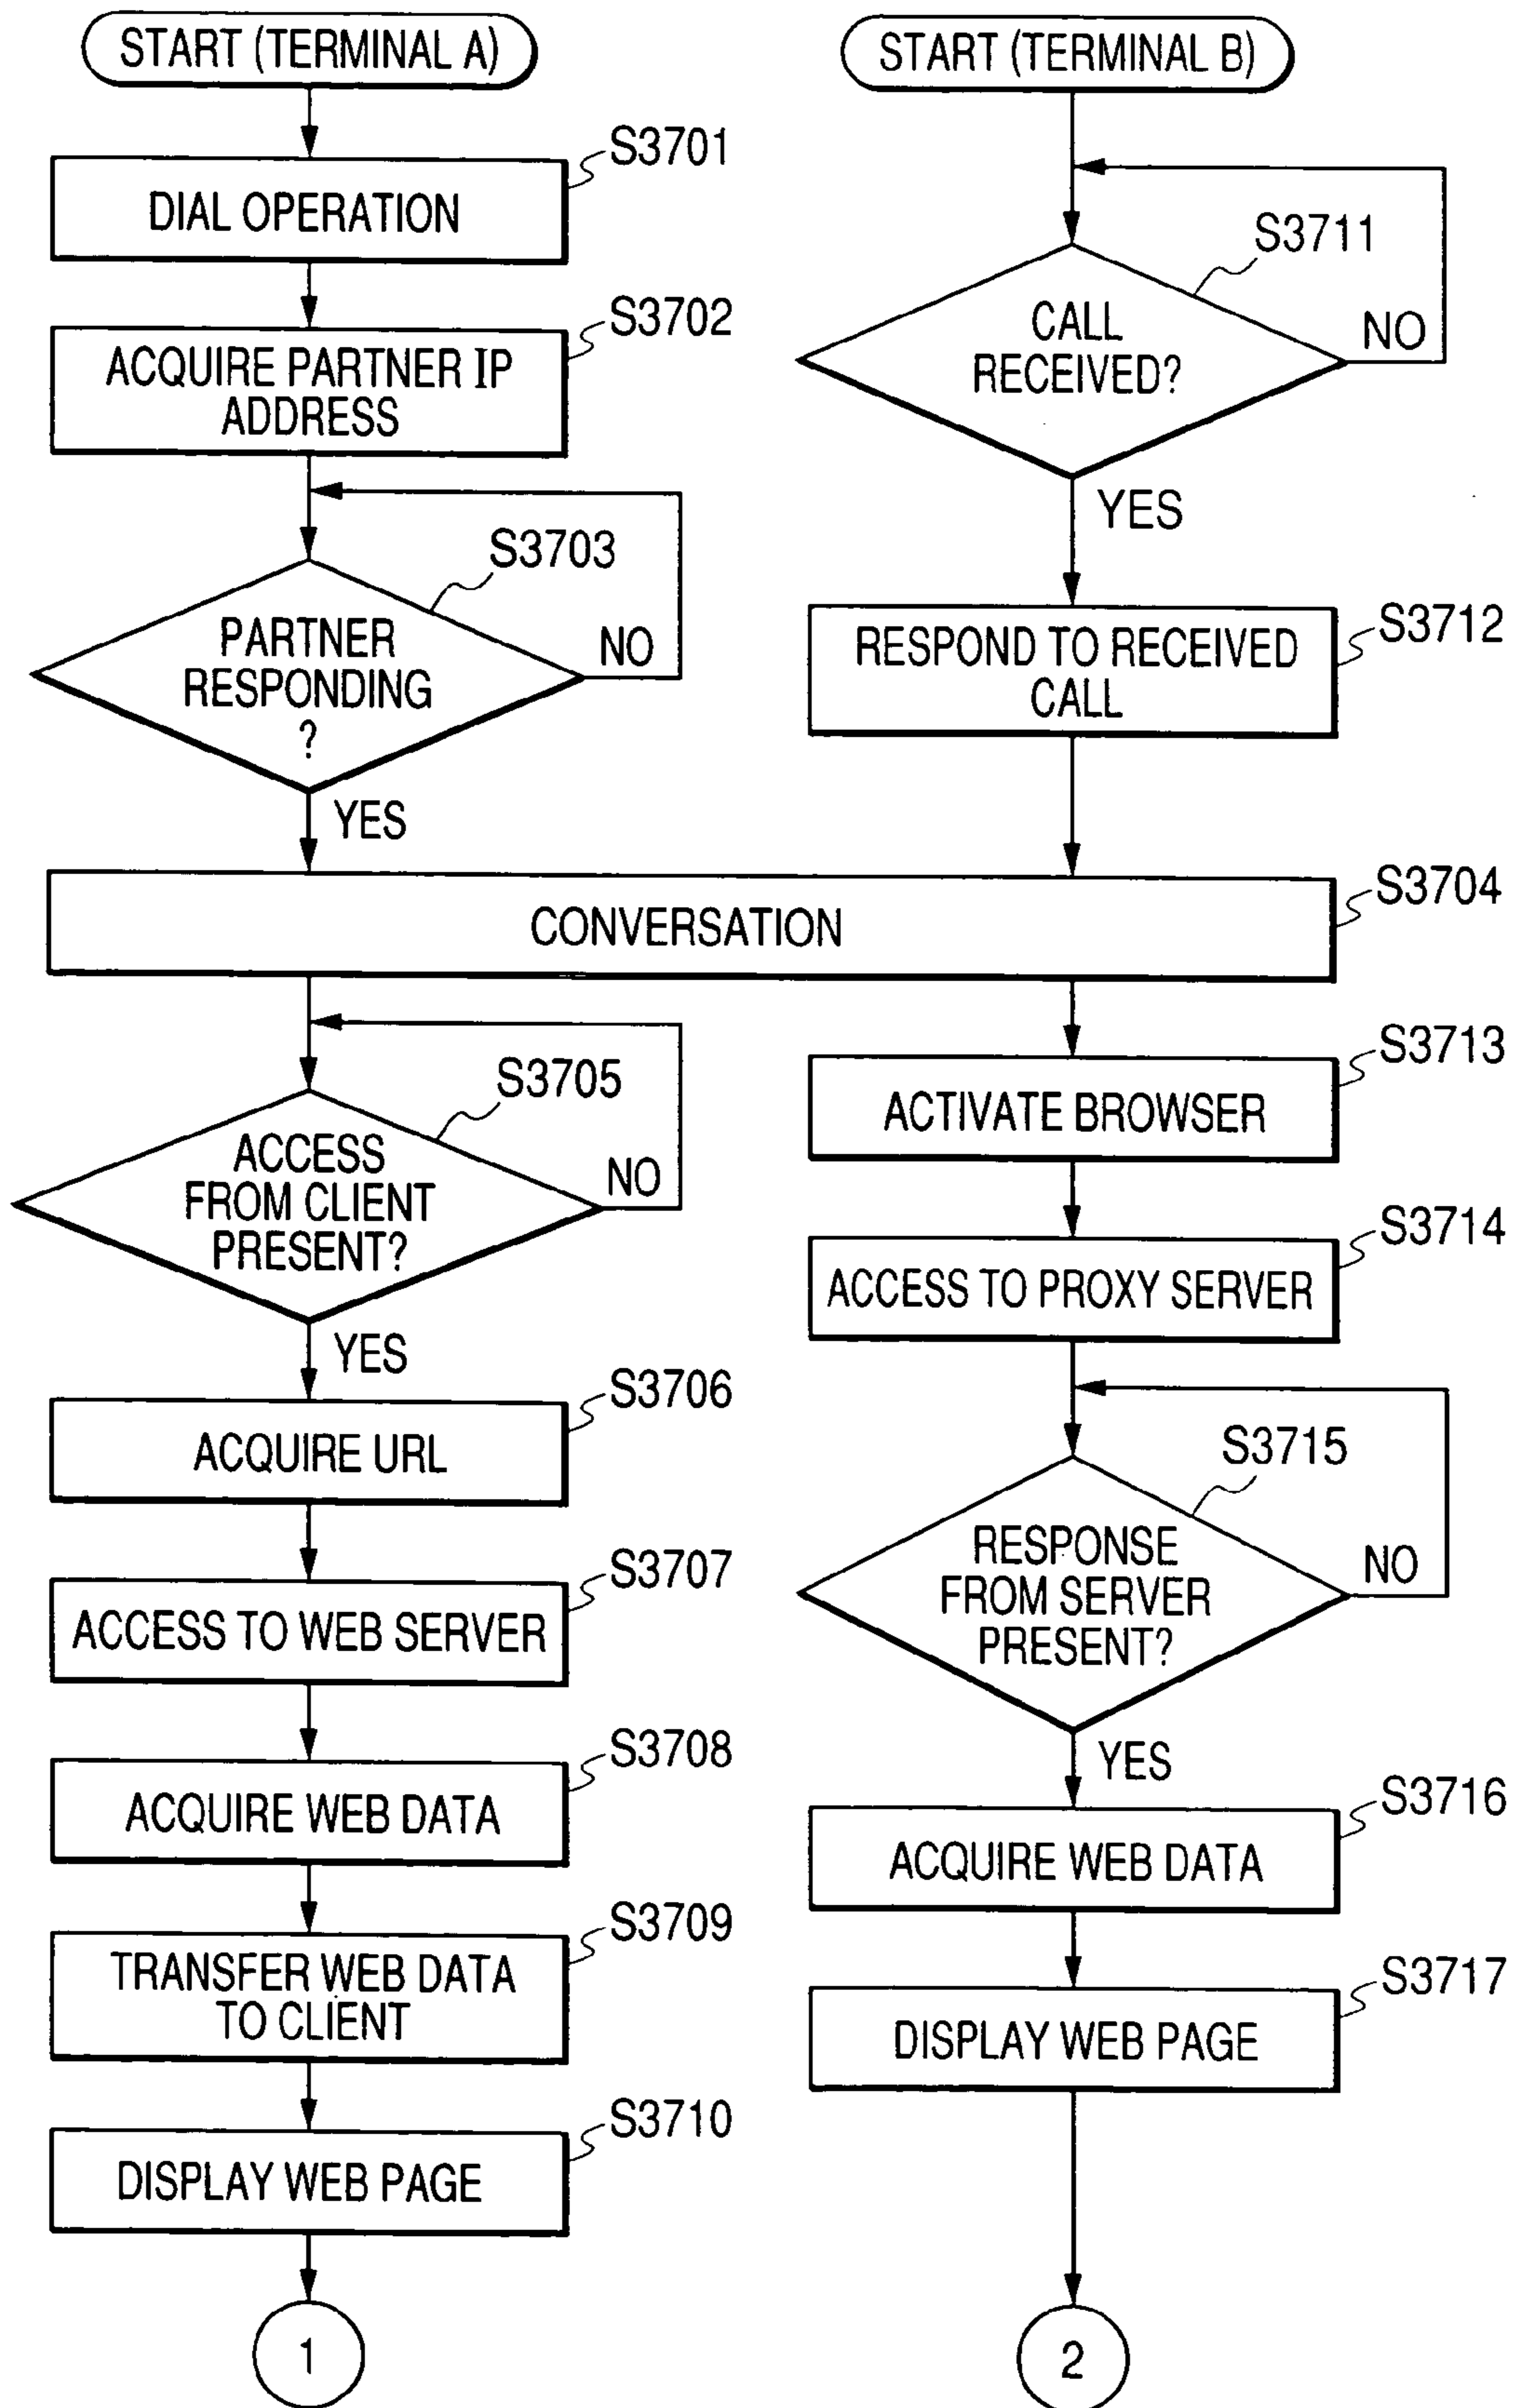 START (TERMINAL A)
S3701
DIAL OPERATION
S3702
ACQUIRE PARTNER IP
ADDRESS
S3703
PARTNER
RESPONDING
?
NO
YES
START (TERMINAL B)
S3711
CALL
RECEIVED?
NO
YES
S3712
RESPOND TO RECEIVED
CALL
S3704
CONVERSATION
S3705
ACCESS
FROM CLIENT
PRESENT?
NO
YES
S3706
ACQUIRE URL
S3707
ACCESS TO WEB SERVER
S3708
ACQUIRE WEB DATA
S3709
TRANSFER WEB DATA
TO CLIENT
S3710
DISPLAY WEB PAGE
1
S3713
ACTIVATE BROWSER
S3714
ACCESS TO PROXY SERVER
S3715
RESPONSE
FROM SERVER
PRESENT?
NO
YES
S3716
ACQUIRE WEB DATA
S3717
DISPLAY WEB PAGE
2